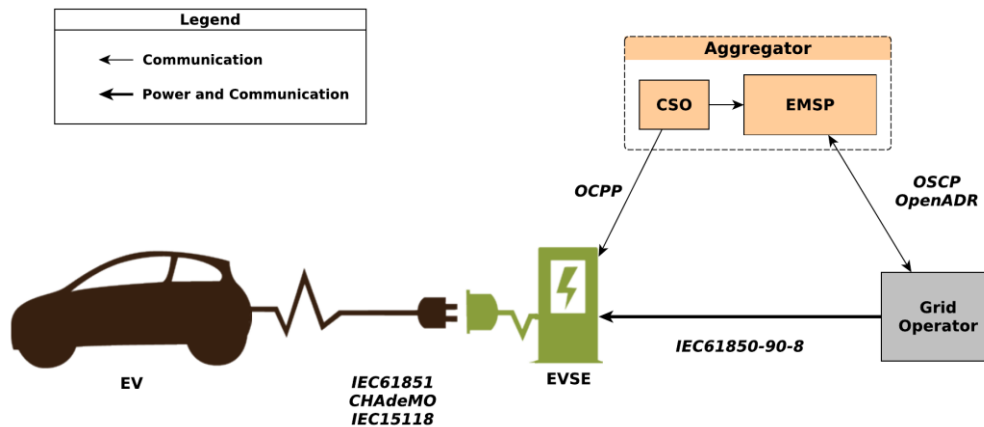 Legend
Communication
Power and Communication
Aggregator
CSO
EMSP
OCPP
OSCP
OpenADR
Grid
Operator
IEC61850-90-8
EV
EVSE
IEC61851
CHAdeMO
IEC15118